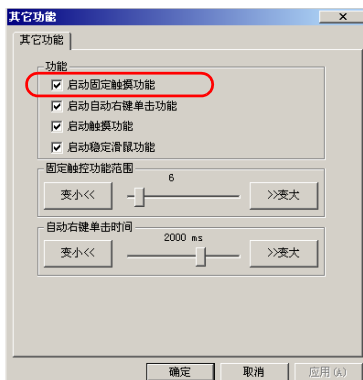 其它功能
其它功能
功能
启动固定触摸功能
启动自动右键单击功能
启动触摸功能
启动稳定滑鼠功能
固定触控功能范围
6
变小<< >>变大
自动右键单击时间
2000 ms
变小<< >>变大
确定 取消 应用(A)